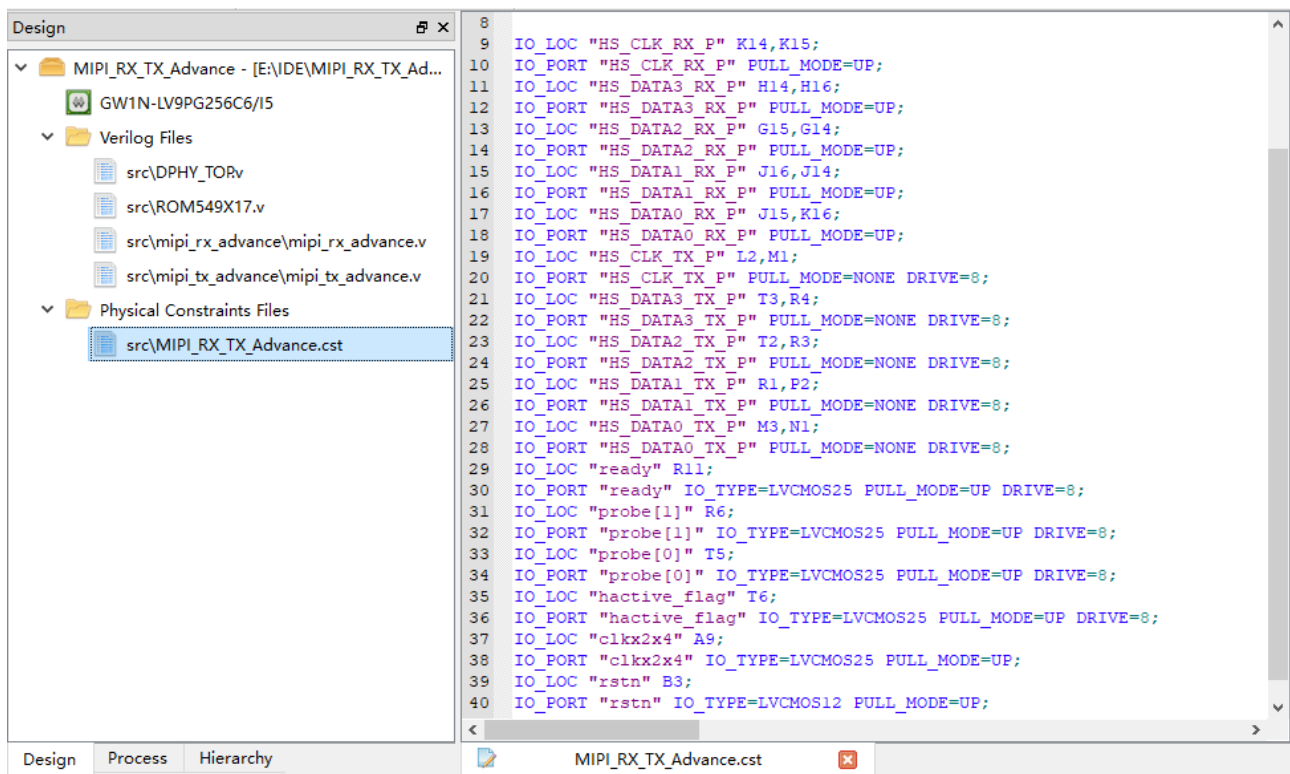 Design
MIPI_RX_TX_Advance - [E:\IDE\MIPI_RX_TX_Ad...
GW1N-LV9PG256C6/I5
Verilog Files
src\DPHY_TOP.v
src\ROM549X17.v
src\mipi_rx_advance\mipi_rx_advance.v
src\mipi_tx_advance\mipi_tx_advance.v
Physical Constraints Files
src\MIPI_RX_TX_Advance.cst
Design Process Hierarchy
8
9 IO_LOC "HS_CLK_RX_P" K14,K15;
10 IO_PORT "HS_CLK_RX_P" PULL_MODE=UP;
11 IO_LOC "HS_DATA3_RX_P" H14,H16;
12 IO_PORT "HS_DATA3_RX_P" PULL_MODE=UP;
13 IO_LOC "HS_DATA2_RX_P" G15,G14;
14 IO_PORT "HS_DATA2_RX_P" PULL_MODE=UP;
15 IO_LOC "HS_DATA1_RX_P" J16,J14;
16 IO_PORT "HS_DATA1_RX_P" PULL_MODE=UP;
17 IO_LOC "HS_DATA0_RX_P" J15,K16;
18 IO_PORT "HS_DATA0_RX_P" PULL_MODE=UP;
19 IO_LOC "HS_CLK_TX_P" L2,M1;
20 IO_PORT "HS_CLK_TX_P" PULL_MODE=NONE DRIVE=8;
21 IO_LOC "HS_DATA3_TX_P" T3,R4;
22 IO_PORT "HS_DATA3_TX_P" PULL_MODE=NONE DRIVE=8;
23 IO_LOC "HS_DATA2_TX_P" T2,R3;
24 IO_PORT "HS_DATA2_TX_P" PULL_MODE=NONE DRIVE=8;
25 IO_LOC "HS_DATA1_TX_P" R1,P2;
26 IO_PORT "HS_DATA1_TX_P" PULL_MODE=NONE DRIVE=8;
27 IO_LOC "HS_DATA0_TX_P" M3,N1;
28 IO_PORT "HS_DATA0_TX_P" PULL_MODE=NONE DRIVE=8;
29 IO_LOC "ready" R11;
30 IO_PORT "ready" IO_TYPE=LVCMOS25 PULL_MODE=UP DRIVE=8;
31 IO_LOC "probe[1]" R6;
32 IO_PORT "probe[1]" IO_TYPE=LVCMOS25 PULL_MODE=UP DRIVE=8;
33 IO_LOC "probe[0]" T5;
34 IO_PORT "probe[0]" IO_TYPE=LVCMOS25 PULL_MODE=UP DRIVE=8;
35 IO_LOC "hactive_flag" T6;
36 IO_PORT "hactive_flag" IO_TYPE=LVCMOS25 PULL_MODE=UP DRIVE=8;
37 IO_LOC "clkx2x4" A9;
38 IO_PORT "clkx2x4" IO_TYPE=LVCMOS25 PULL_MODE=UP;
39 IO_LOC "rstn" B3;
40 IO_PORT "rstn" IO_TYPE=LVCMOS12 PULL_MODE=UP;
MIPI_RX_TX_Advance.cst